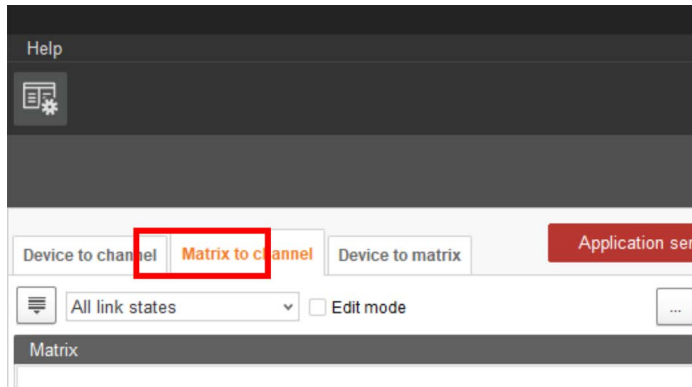 Help
Device to channel Matrix to channel Device to matrix Application ser
All link states Edit mode ...
Matrix